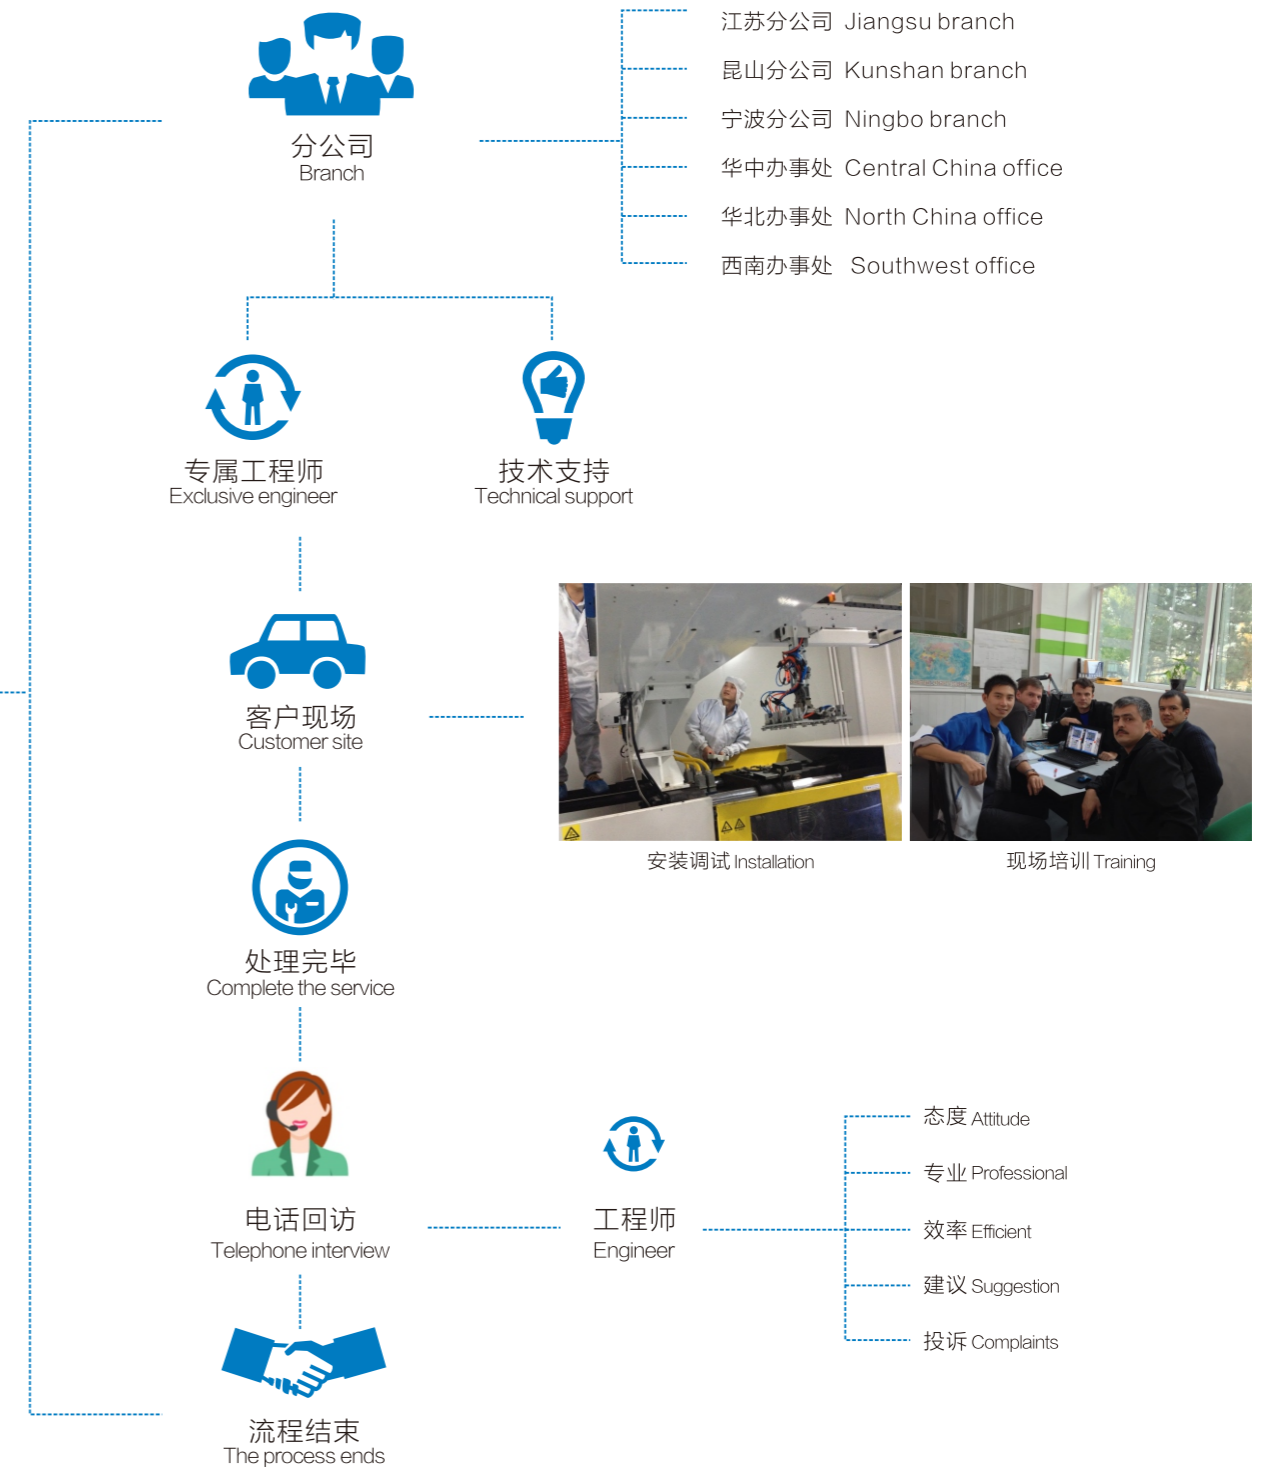 江苏分公司 Jiangsu branch
昆山分公司 Kunshan branch
宁波分公司 Ningbo branch
华中办事处 Central China office
华北办事处 North China office
西南办事处 Southwest office
分公司
Branch
专属工程师
Exclusive engineer
技术支持
Technical support
客户现场
Customer site
安装调试 Installation
现场培训 Training
处理完毕
Complete the service
电话回访
Telephone interview
工程师
Engineer
态度 Attitude
专业 Professional
效率 Efficient
建议 Suggestion
投诉 Complaints
流程结束
The process ends